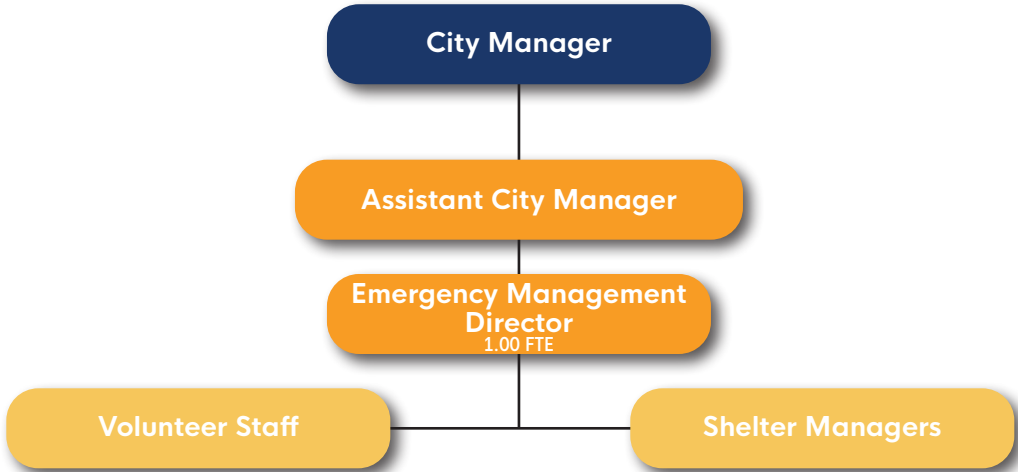 City Manager
Assistant City Manager
Emergency Management
Director
1.00 FTE
Volunteer Staff
Shelter Managers